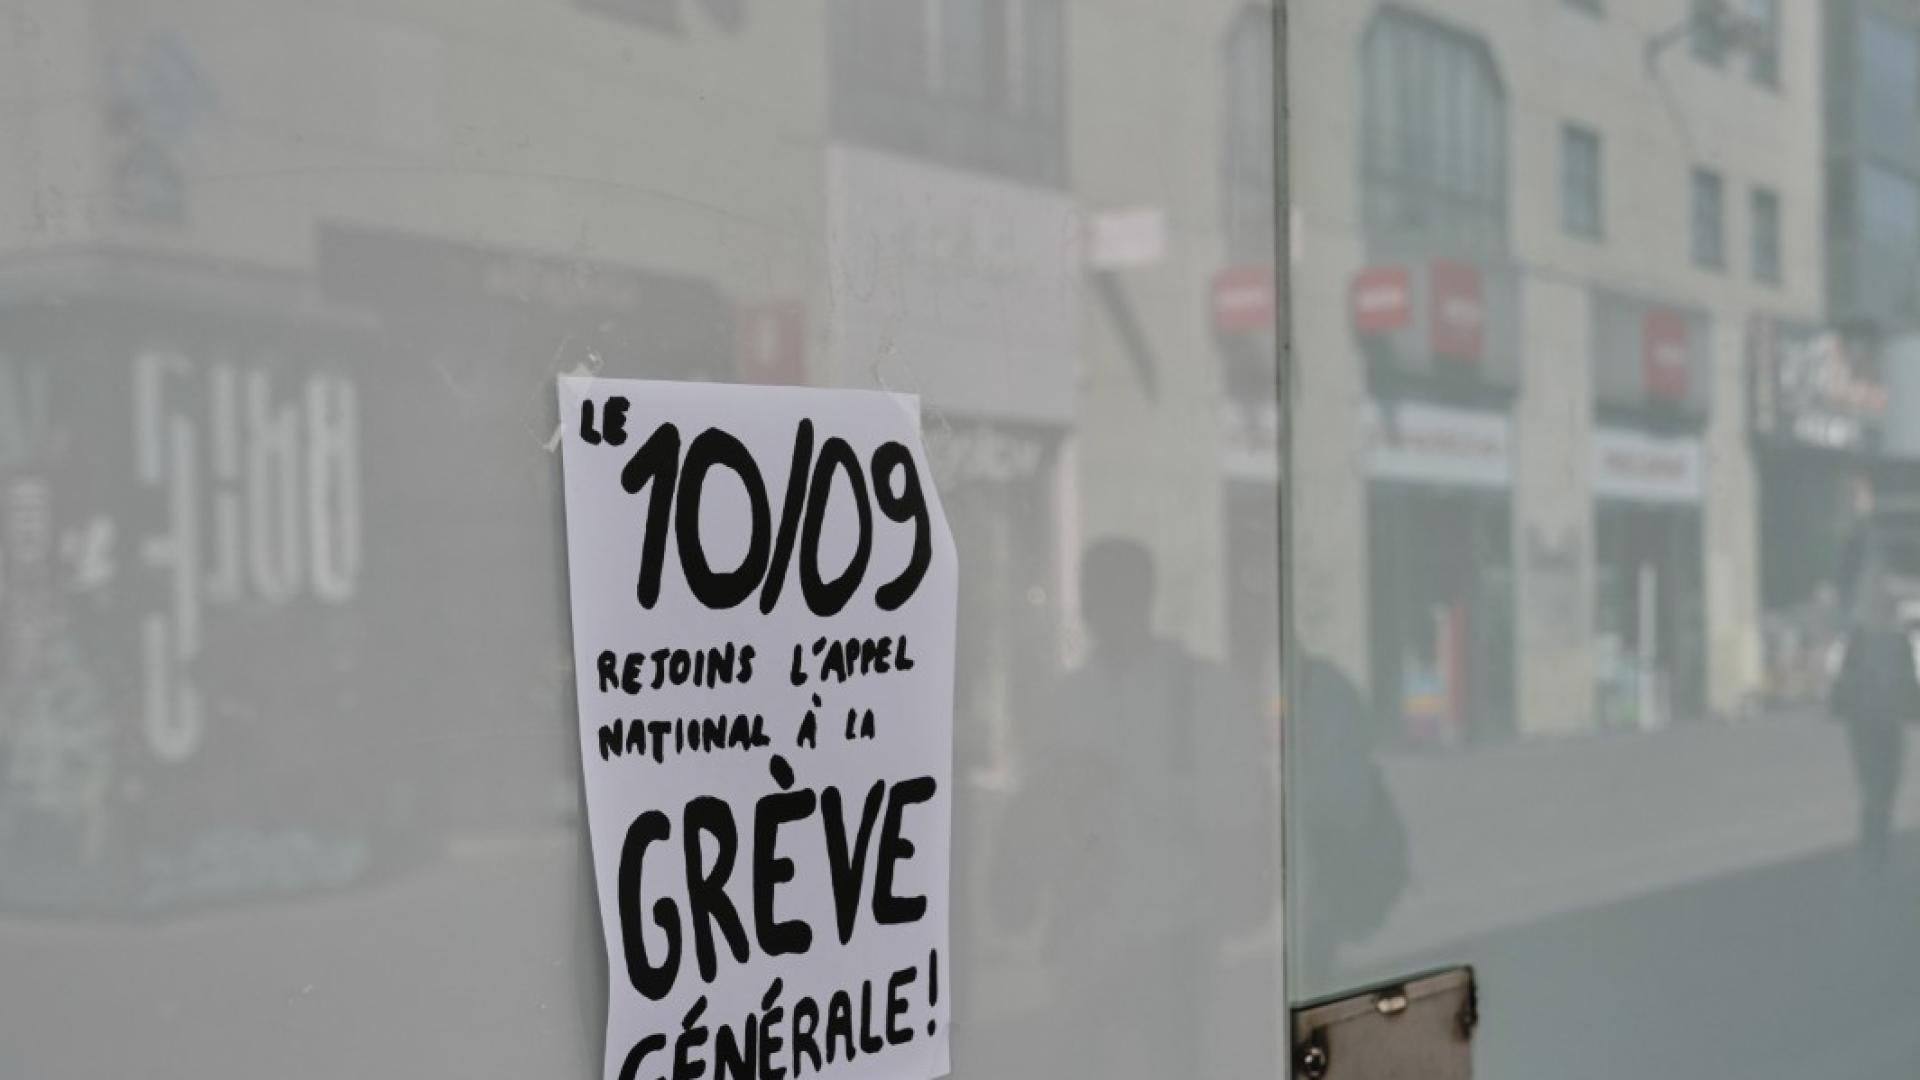 LE
10/09
REJOINS L'APPEL
NATIONAL À LA
GRÈVE
GÉNÉRALE!